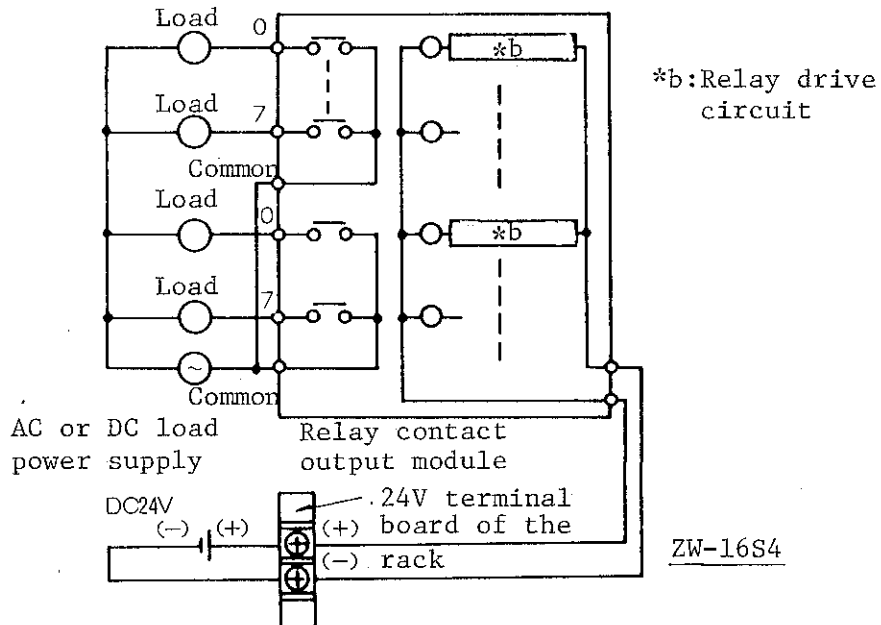 Load
0
*b
*b:Relay drive
circuit
Load
7
Common
Load
0
*b
Load
7
~
Common
AC or DC load
power supply
Relay contact
output module
DC24V
(−)
(+)
24V terminal
(+) board of the
(−) rack
ZW-16S4